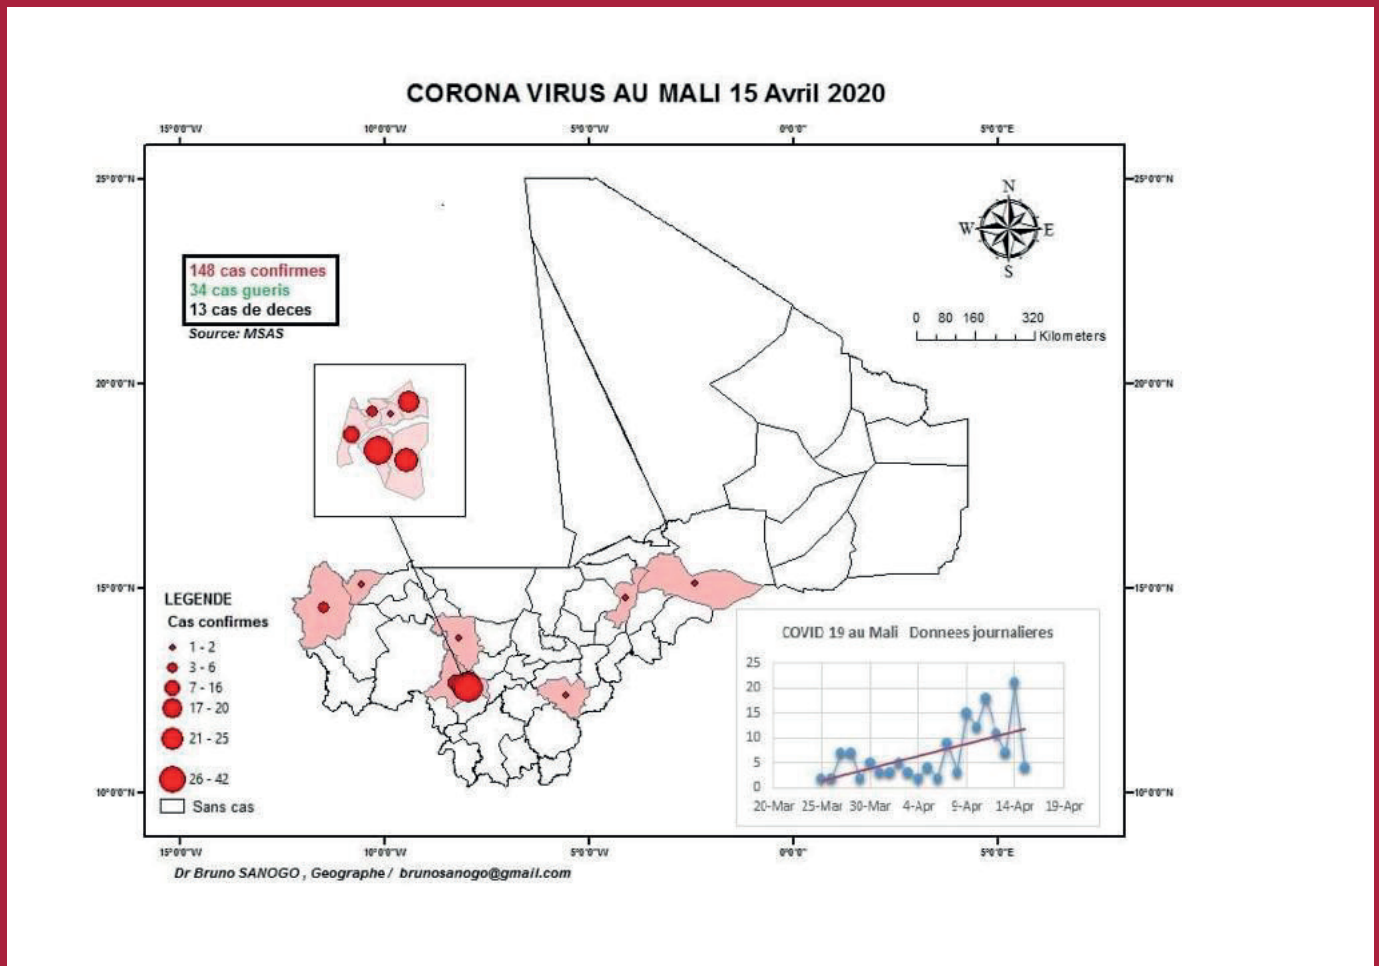 CORONA VIRUS AU MALI 15 Avril 2020
15°0'0"W 10°0'0"W 5°0'0"W 0°0'0" 5°0'0"E
25°0'0"N 25°0'0"N
N
W E
S
148 cas confirmes
34 cas gueris
13 cas de deces
Source: MSAS
0 80 160 320
Kilometers
20°0'0"N 20°0'0"N
15°0'0"N 15°0'0"N
LEGENDE
Cas confirmes
1 - 2
3 - 6
7 - 16
17 - 20
21 - 25
26 - 42
Sans cas
COVID 19 au Mali Donnees journalieres
25
20
15
10
5
0
20-Mar 25-Mar 30-Mar 4-Apr 9-Apr 14-Apr 19-Apr
10°0'0"N 10°0'0"N
15°0'0"W 10°0'0"W 5°0'0"W 0°0'0" 5°0'0"E
Dr Bruno SANOGO , Geographe / brunosanogo@gmail.com